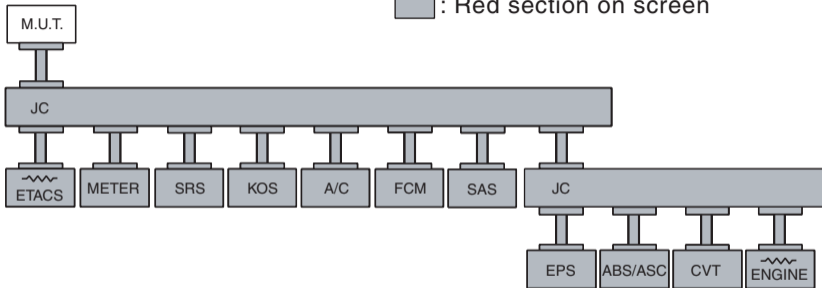 : Red section on screen
M.U.T.
JC
ETACS METER SRS KOS A/C FCM SAS JC
EPS ABS/ASC CVT ENGINE